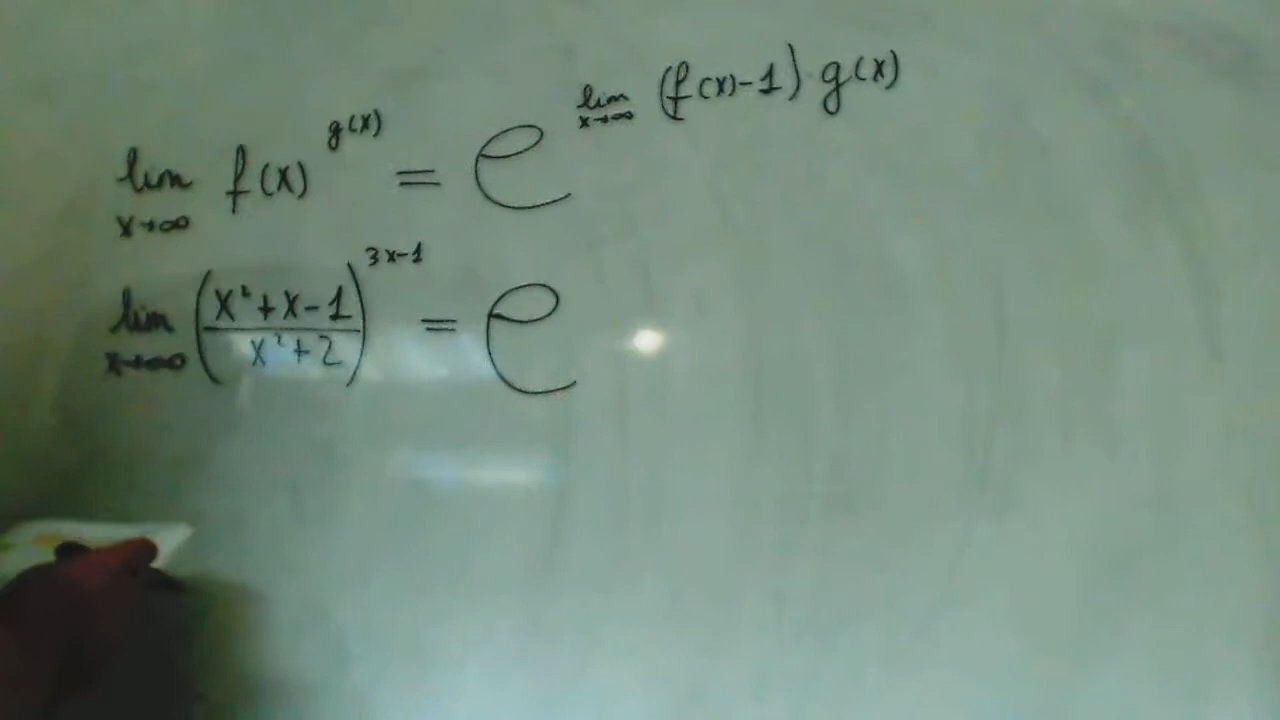 lim x→∞ f(x)^g(x) = e^lim x→∞ (f(x)-1) g(x)
lim x→∞ (x²+x-1 / x²+2)^3x-1 = e